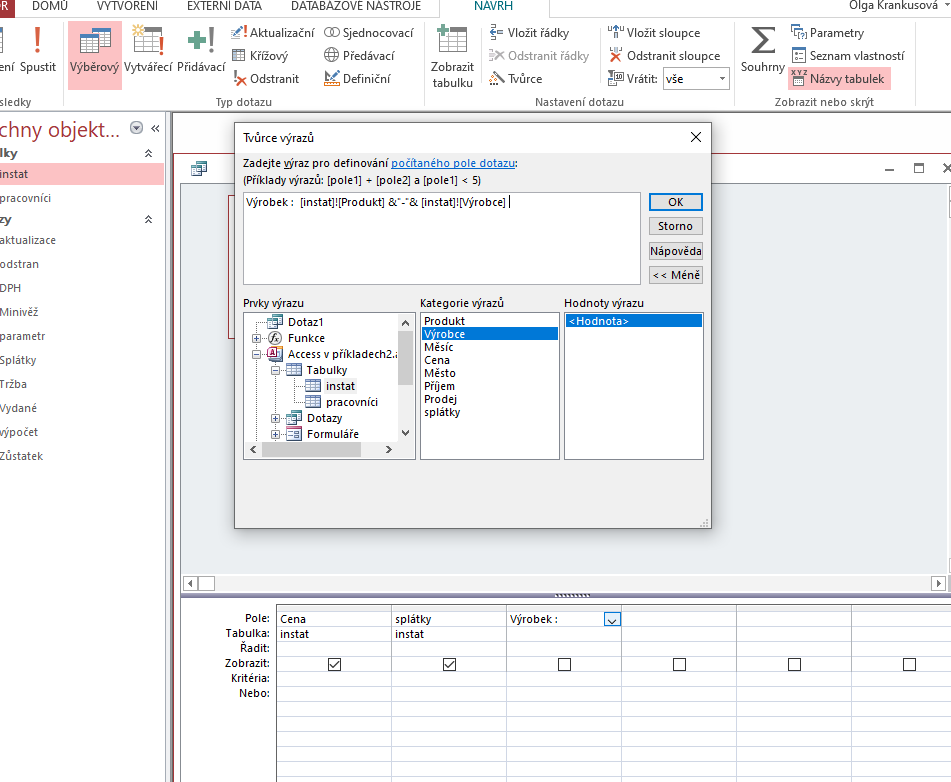 OR DOMŮ VYTVOŘENÍ EXTERNÍ DATA DATABÁZOVÉ NÁSTROJE NÁVRH Olga Krankusová
ení Spustit
Výběrový Vytvářecí Přidávací
Aktualizační
Křížový
Odstranit
Sjednocovací
Předávací
Definiční
Zobrazit
tabulku
Vložit řádky
Odstranit řádky
Tvůrce
Vložit sloupce
Odstranit sloupce
Vrátit: vše
Souhrny
Parametry
Seznam vlastností
XYZ Názvy tabulek
sledky Typ dotazu Nastavení dotazu Zobrazit nebo skrýt
chny objekt... «
lky
instat
pracovníci
zy
aktualizace
odstran
DPH
Minivěž
parametr
Splátky
Tržba
Vydané
výpočet
Zůstatek
Tvůrce výrazů
Zadejte výraz pro definování počítaného pole dotazu:
(Příklady výrazů: [pole1] + [pole2] a [pole1] < 5)
Výrobek : [instat]![Produkt] &"-"& [instat]![Výrobce]
OK
Storno
Nápověda
<< Méně
Prvky výrazu
Dotaz1
Funkce
Access v příkladech2.a
Tabulky
instat
pracovníci
Dotazy
Formuláře
Kategorie výrazů
Produkt
Výrobce
Měsíc
Cena
Město
Příjem
Prodej
splátky
Hodnoty výrazu
<Hodnota>
Pole: Cena splátky Výrobek :
Tabulka: instat instat
Řadit:
Zobrazit:
Kritéria:
Nebo: